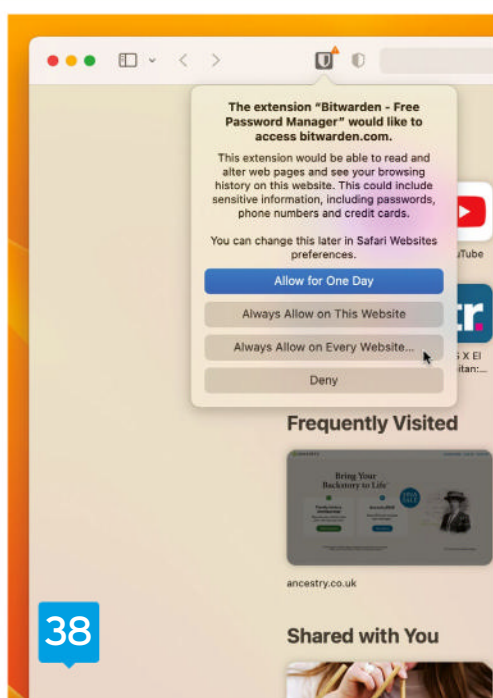 The extension “Bitwarden - Free
Password Manager” would like to
access bitwarden.com.
This extension would be able to read and
alter web pages and see your browsing
history on this website. This could include
sensitive information, including passwords,
phone numbers and credit cards.
You can change this later in Safari Websites
preferences.
Allow for One Day
Always Allow on This Website
Always Allow on Every Website...
Deny
uTube
r.
S X El
itan:...
Frequently Visited
Bring Your
Backstory to Life
ancestry.co.uk
38
Shared with You